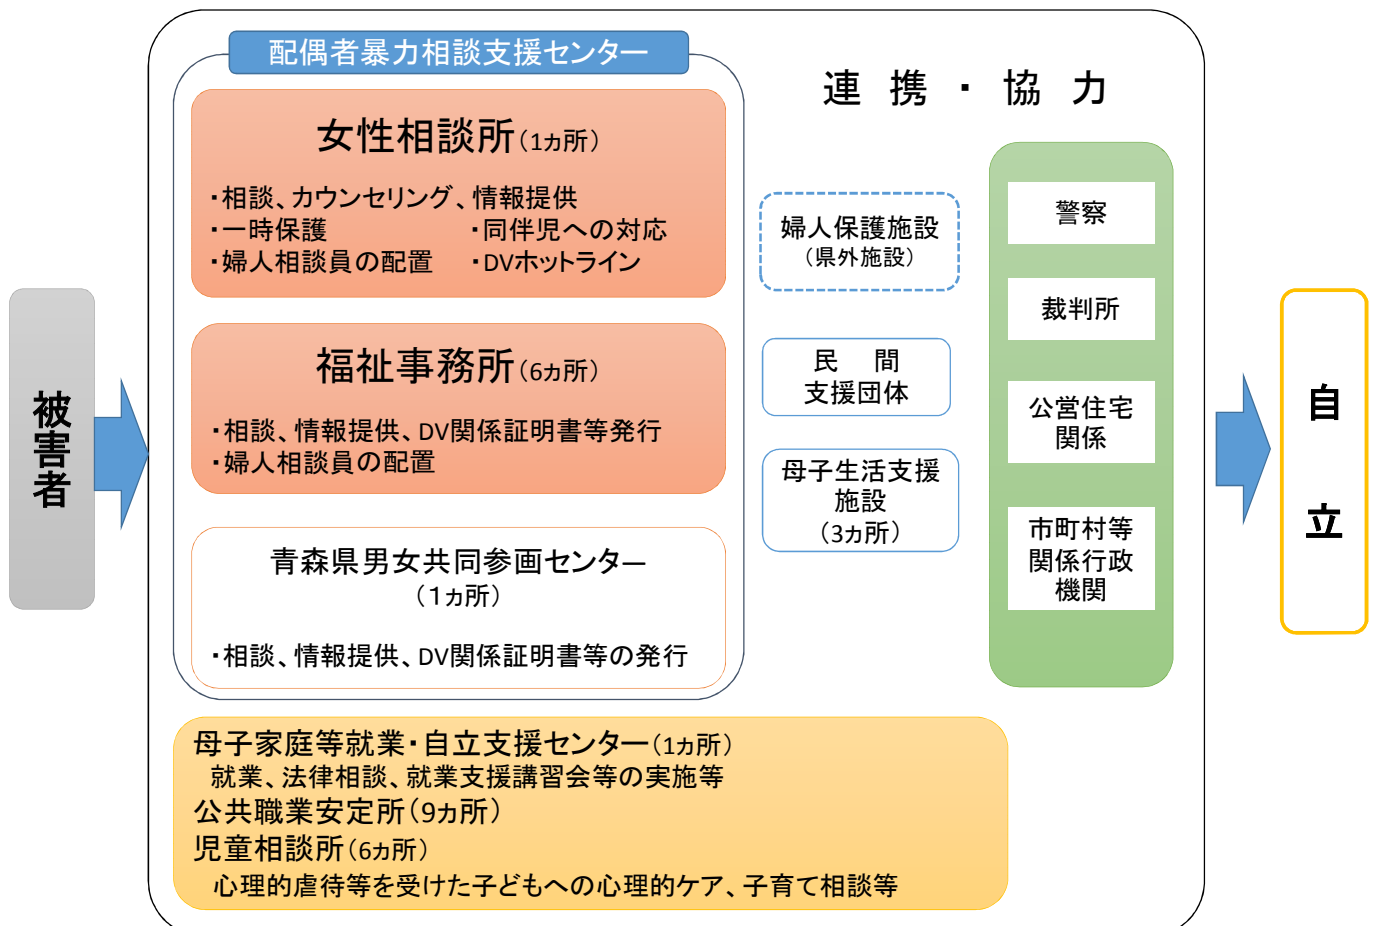 被害者
配偶者暴力相談支援センター
女性相談所(1ヵ所)
・相談、カウンセリング、情報提供
・一時保護 ・同伴児への対応
・婦人相談員の配置 ・DVホットライン
福祉事務所(6ヵ所)
・相談、情報提供、DV関係証明書等発行
・婦人相談員の配置
青森県男女共同参画センター
(1ヵ所)
・相談、情報提供、DV関係証明書等の発行
連携・協力
婦人保護施設
(県外施設)
民間
支援団体
母子生活支援
施設
(3ヵ所)
警察
裁判所
公営住宅
関係
市町村等
関係行政
機関
母子家庭等就業・自立支援センター(1ヵ所)
就業、法律相談、就業支援講習会等の実施等
公共職業安定所(9ヵ所)
児童相談所(6ヵ所)
心理的虐待等を受けた子どもへの心理的ケア、子育て相談等
自立